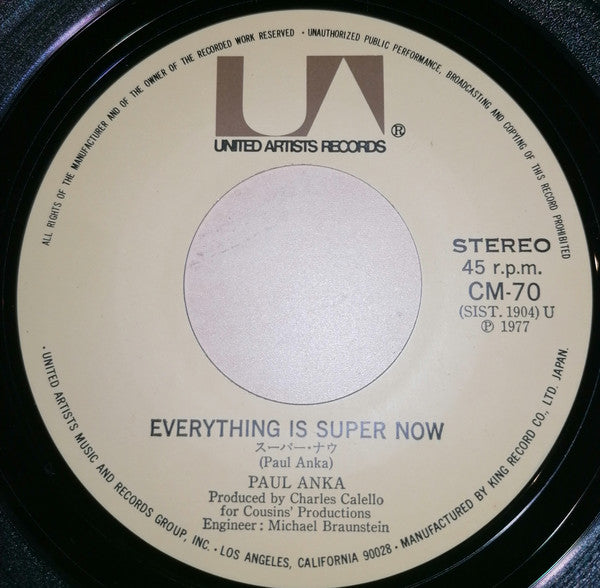 ALL RIGHTS OF THE MANUFACTURER AND OF THE OWNER OF THE RECORDED WORK RESERVED • UNAUTHORIZED PUBLIC PERFORMANCE, BROADCASTING AND COPYING OF THIS RECORD PROHIBITED
UA®
UNITED ARTISTS RECORDS
STEREO
45 r.p.m.
CM-70
(SIST. 1904) U
℗ 1977
EVERYTHING IS SUPER NOW
スーパー・ナウ
(Paul Anka)
PAUL ANKA
Produced by Charles Calello
for Cousins' Productions
Engineer: Michael Braunstein
• UNITED ARTISTS MUSIC AND RECORDS GROUP, INC. • LOS ANGELES, CALIFORNIA 90028 • MANUFACTURED BY KING RECORD CO., LTD. JAPAN.